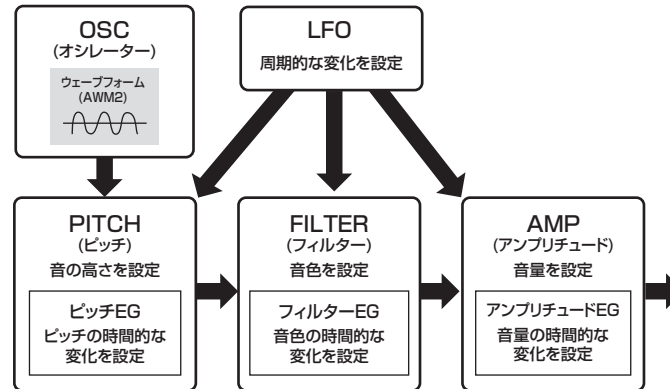 OSC
(オシレーター)
ウェーブフォーム
(AWM2)
LFO
周期的な変化を設定
PITCH
(ピッチ)
音の高さを設定
ピッチEG
ピッチの時間的な
変化を設定
FILTER
(フィルター)
音色を設定
フィルターEG
音色の時間的な
変化を設定
AMP
(アンプリチュード)
音量を設定
アンプリチュードEG
音量の時間的な
変化を設定